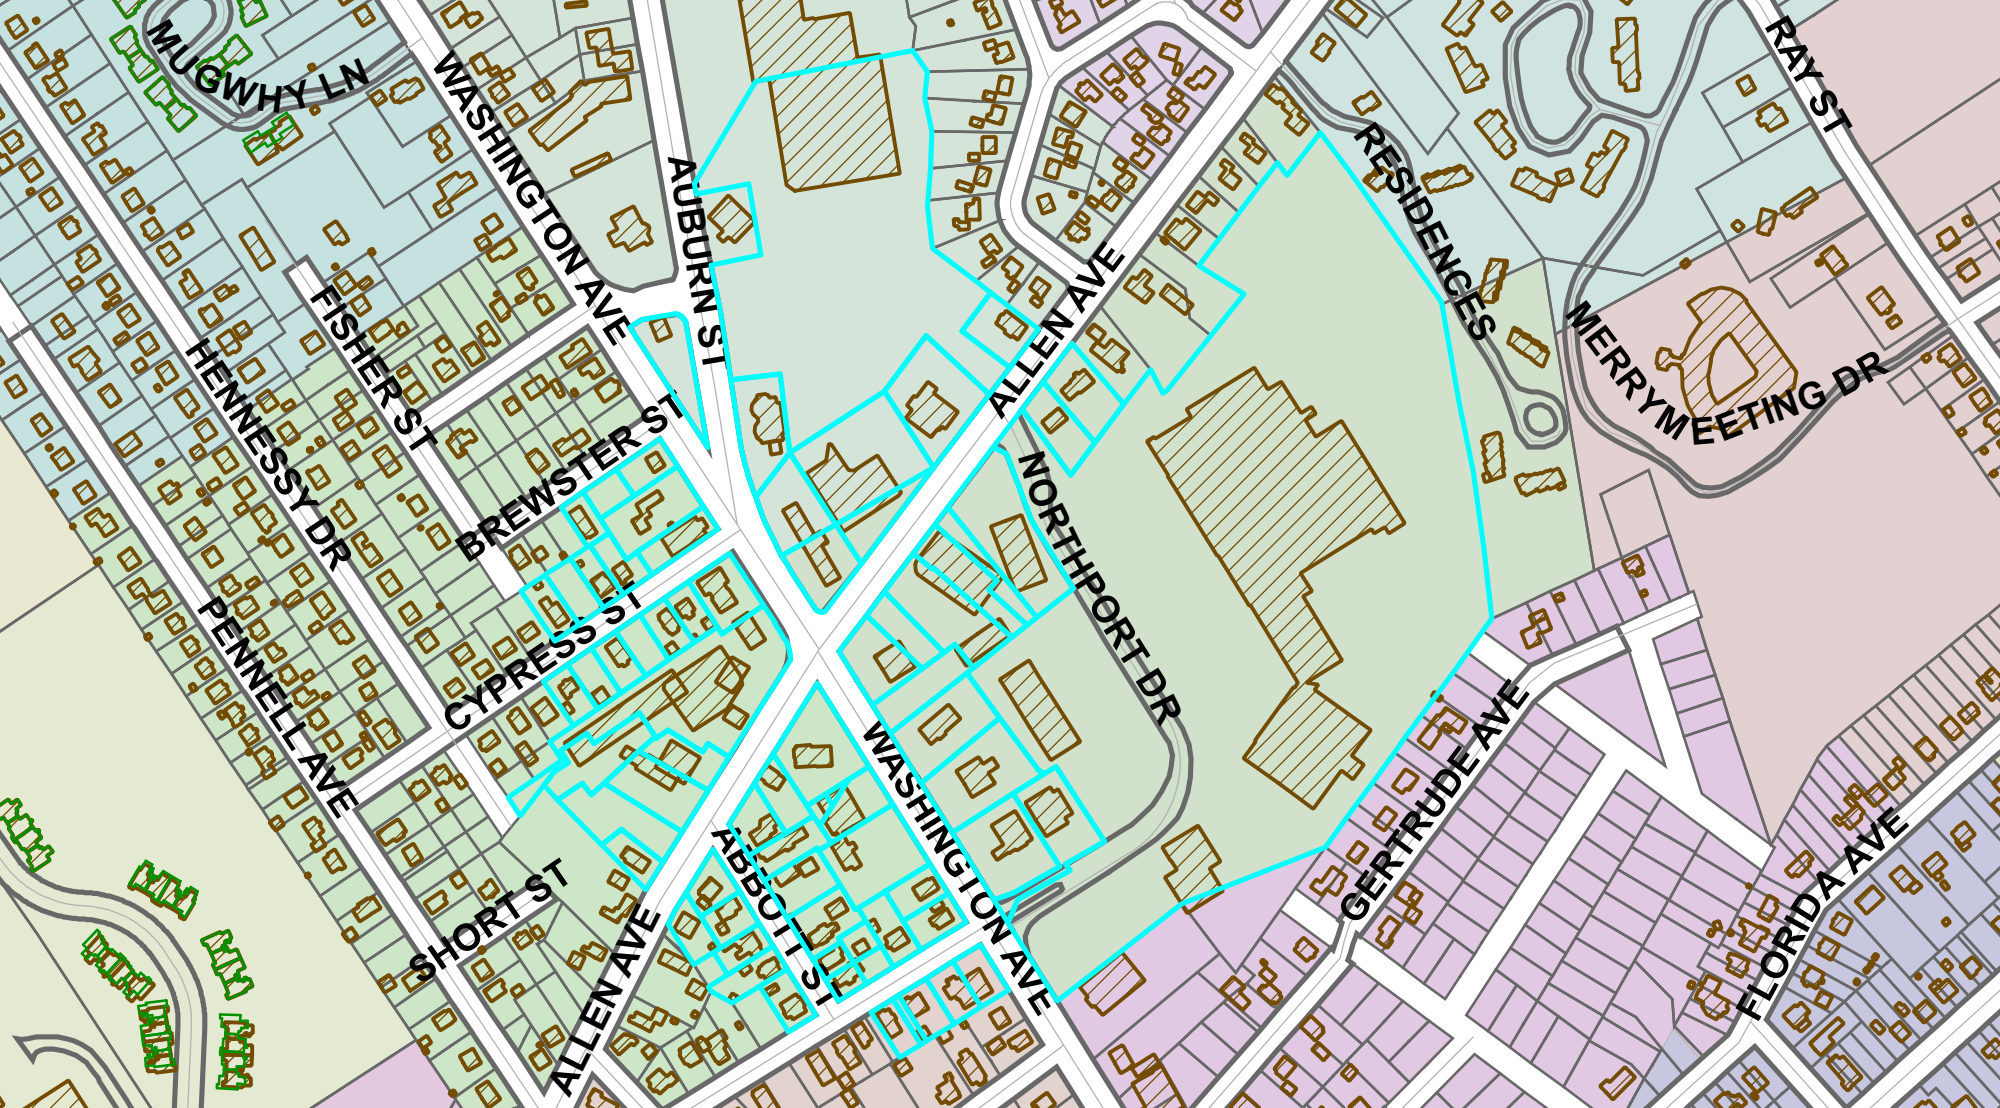 MUGWHY LN
WASHINGTON AVE
AUBURN ST
RAY ST
RESIDENCES
ALLEN AVE
FISHER ST
HENNESSY DR
MERRYMEETING DR
BREWSTER ST
NORTHPORT DR
CYPRESS ST
PENNELL AVE
GERTRUDE AVE
WASHINGTON AVE
ABBOTT ST
FLORIDA AVE
SHORT ST
ALLEN AVE